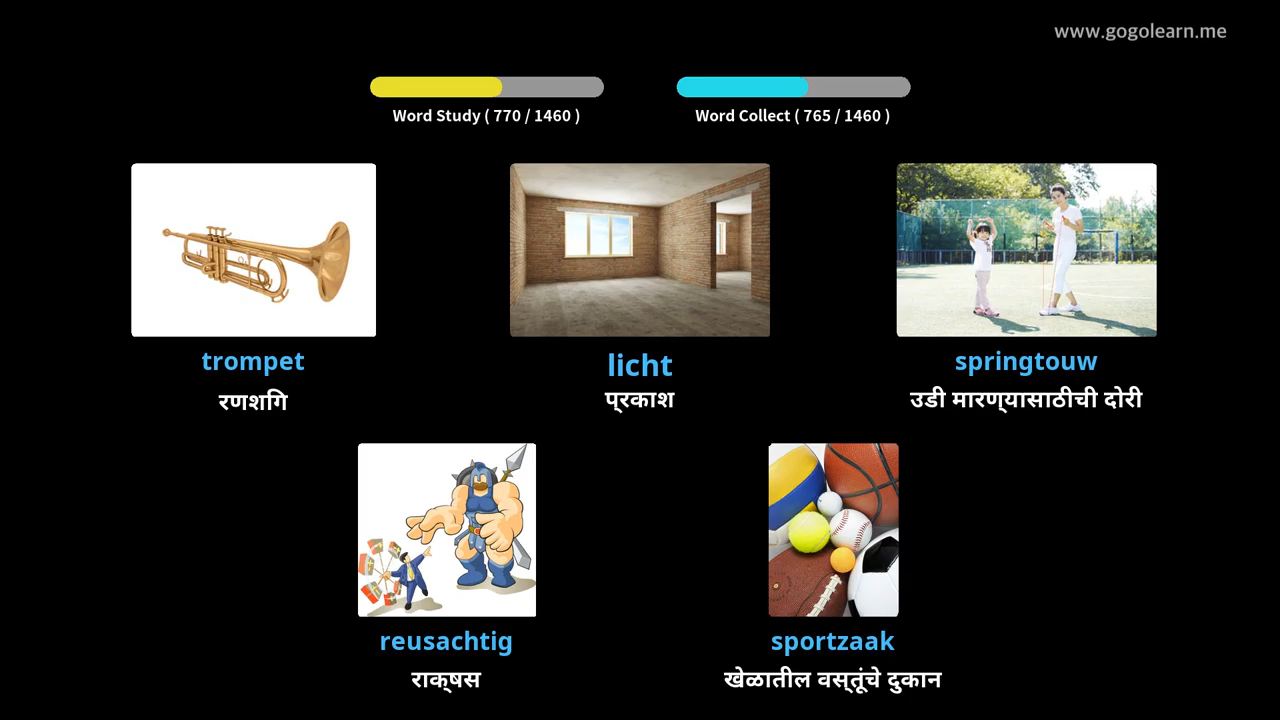 www.gogolearn.me
Word Study ( 770 / 1460 )
Word Collect ( 765 / 1460 )
trompet
रणशिंग
licht
प्रकाश
springtouw
उडी मारण्यासाठीची दोरी
reusachtig
राक्षस
sportzaak
खेळातील वस्तूंचे दुकान